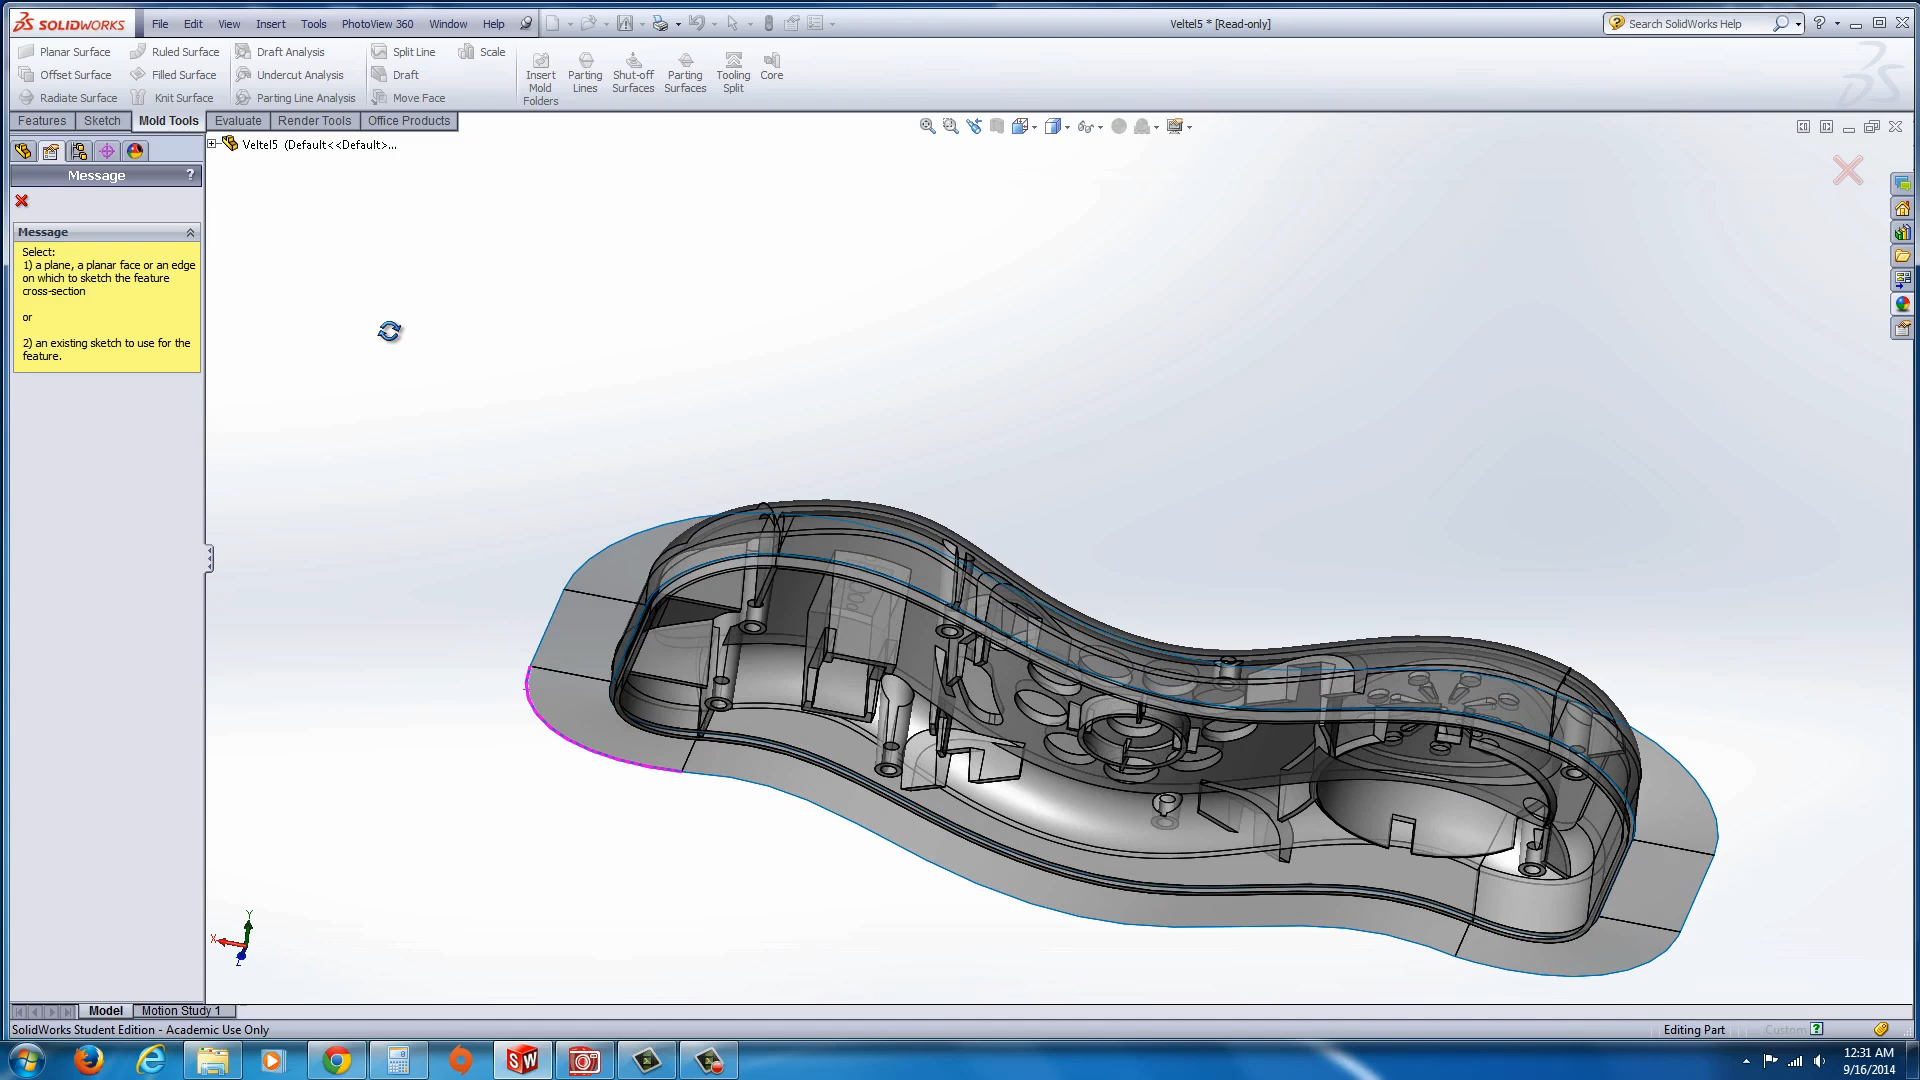 SOLIDWORKS File Edit View Insert Tools PhotoView 360 Window Help Veltel5 * [Read-only] Search SolidWorks Help
Planar Surface Ruled Surface Draft Analysis Split Line Scale
Offset Surface Filled Surface Undercut Analysis Draft
Radiate Surface Knit Surface Parting Line Analysis Move Face
Insert Mold Folders
Parting Lines
Shut-off Surfaces
Parting Surfaces
Tooling Split
Core
Features Sketch Mold Tools Evaluate Render Tools Office Products
Veltel5 (Default<<Default>...
Message ?
Message
Select:
1) a plane, a planar face or an edge
on which to sketch the feature
cross-section
or
2) an existing sketch to use for the
feature.
Y
X
Z
Model Motion Study 1
SolidWorks Student Edition - Academic Use Only Editing Part Custom ?
SW
12:31 AM
9/16/2014